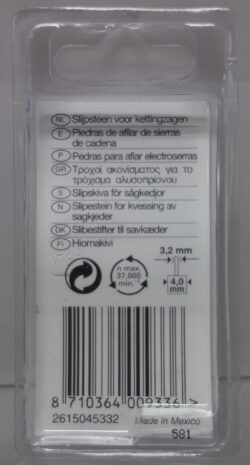 NL Slijpsteen voor kettingzagen
E Piedras de afilar de sierras
de cadena
P Pedras para afiar electroserras
GR Τροχοί ακονίσματος για το
τρόχισμα αλυσοπρίονου
S Slipskiva för sågkedjor
N Slipestein for kvessing av
sagkjeder
DK Slibestifter til savkæder
FI Hiomakivi
3,2 mm
n max.
37,000
min.-1
4,0
mm
8 710364 009336 >
2615045332 Made in Mexico
581